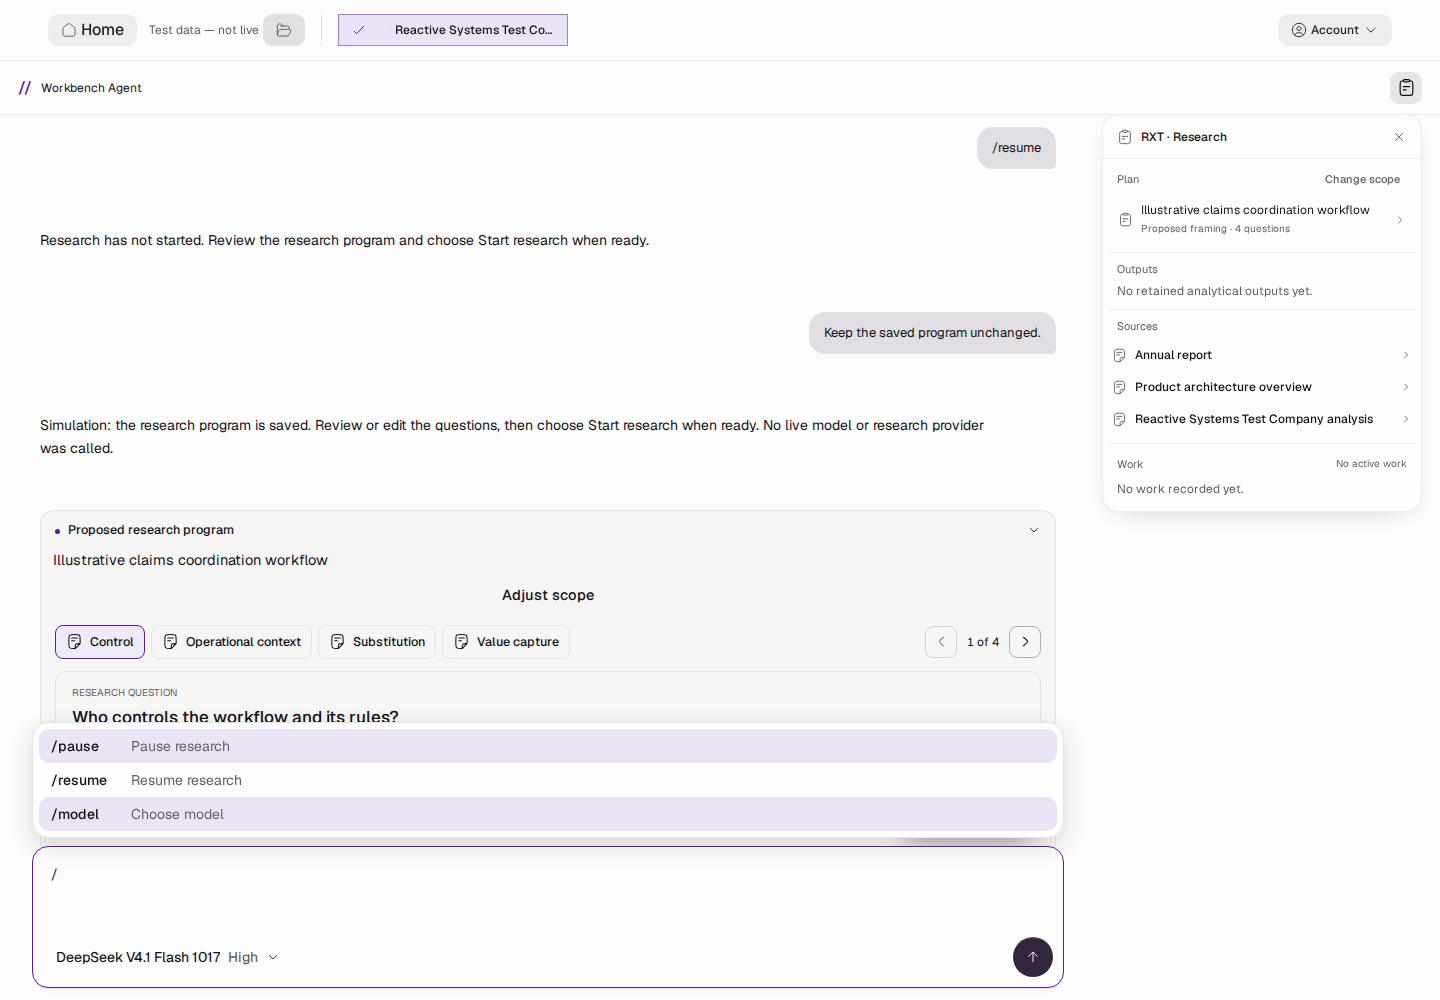 Home
Test data — not live
Reactive Systems Test Co...
Account
// Workbench Agent
/resume
Research has not started. Review the research program and choose Start research when ready.
Keep the saved program unchanged.
Simulation: the research program is saved. Review or edit the questions, then choose Start research when ready. No live model or research provider
was called.
Proposed research program
Illustrative claims coordination workflow
Adjust scope
Control
Operational context
Substitution
Value capture
1 of 4
RESEARCH QUESTION
Who controls the workflow and its rules?
/pause Pause research
/resume Resume research
/model Choose model
/
DeepSeek V4.1 Flash 1017 High
RXT · Research
Plan
Change scope
Illustrative claims coordination workflow
Proposed framing · 4 questions
Outputs
No retained analytical outputs yet.
Sources
Annual report
Product architecture overview
Reactive Systems Test Company analysis
Work
No active work
No work recorded yet.